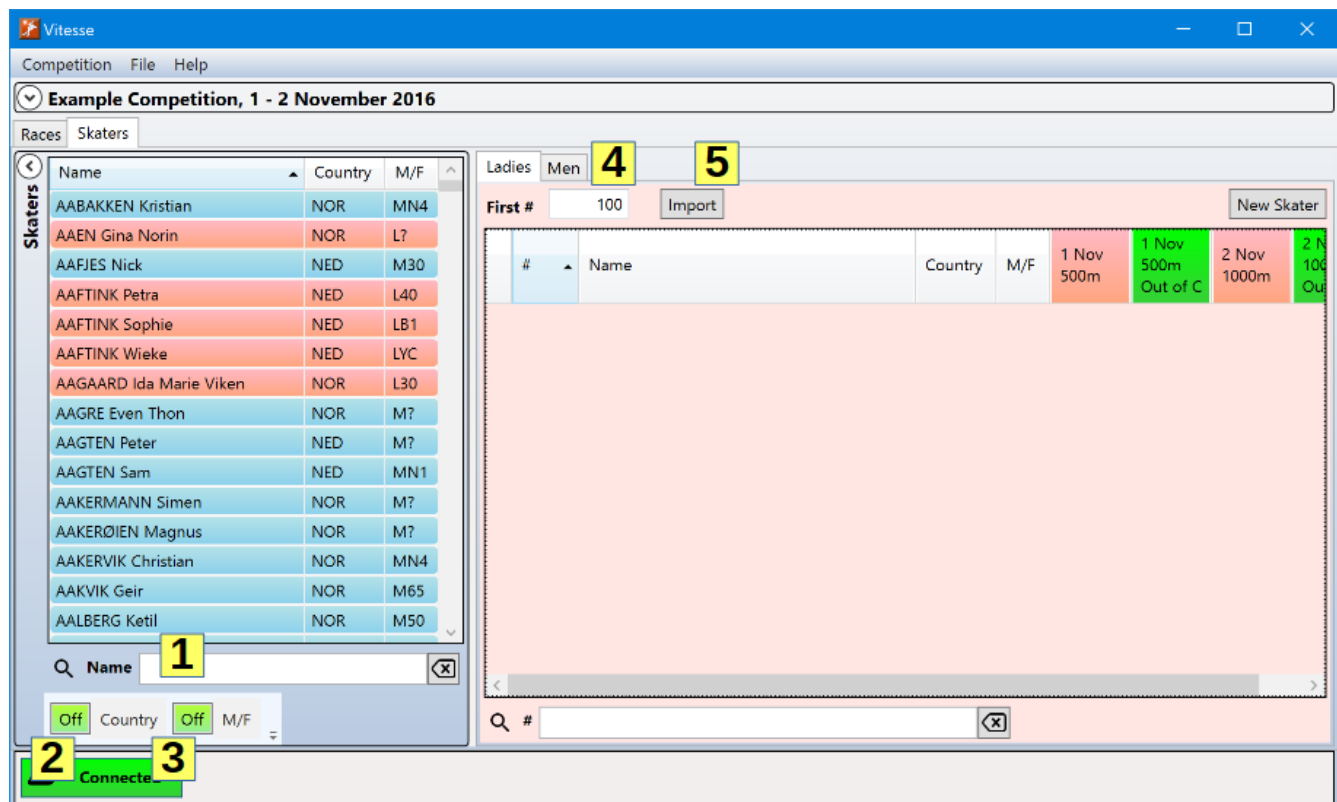 Vitesse
Competition File Help
Example Competition, 1 - 2 November 2016
Races Skaters
Skaters
Name Country M/F
AABAKKEN Kristian NOR MN4
AAEN Gina Norin NOR L?
AAFJES Nick NED M30
AAFTINK Petra NED L40
AAFTINK Sophie NED LB1
AAFTINK Wieke NED LYC
AAGAARD Ida Marie Viken NOR L30
AAGRE Even Thon NOR M?
AAGTEN Peter NED M?
AAGTEN Sam NED MN1
AAKERMANN Simen NOR M?
AAKERØIEN Magnus NOR M?
AAKERVIK Christian NOR MN4
AAKVIK Geir NOR M65
AALBERG Ketil NOR M50
Name 1
Off Country Off M/F
2 3
Ladies Men 4 5
First # 100 Import New Skater
# Name Country M/F
1 Nov
500m
1 Nov
500m
Out of C
2 Nov
1000m
2 N
100
Ou
#
Connecte